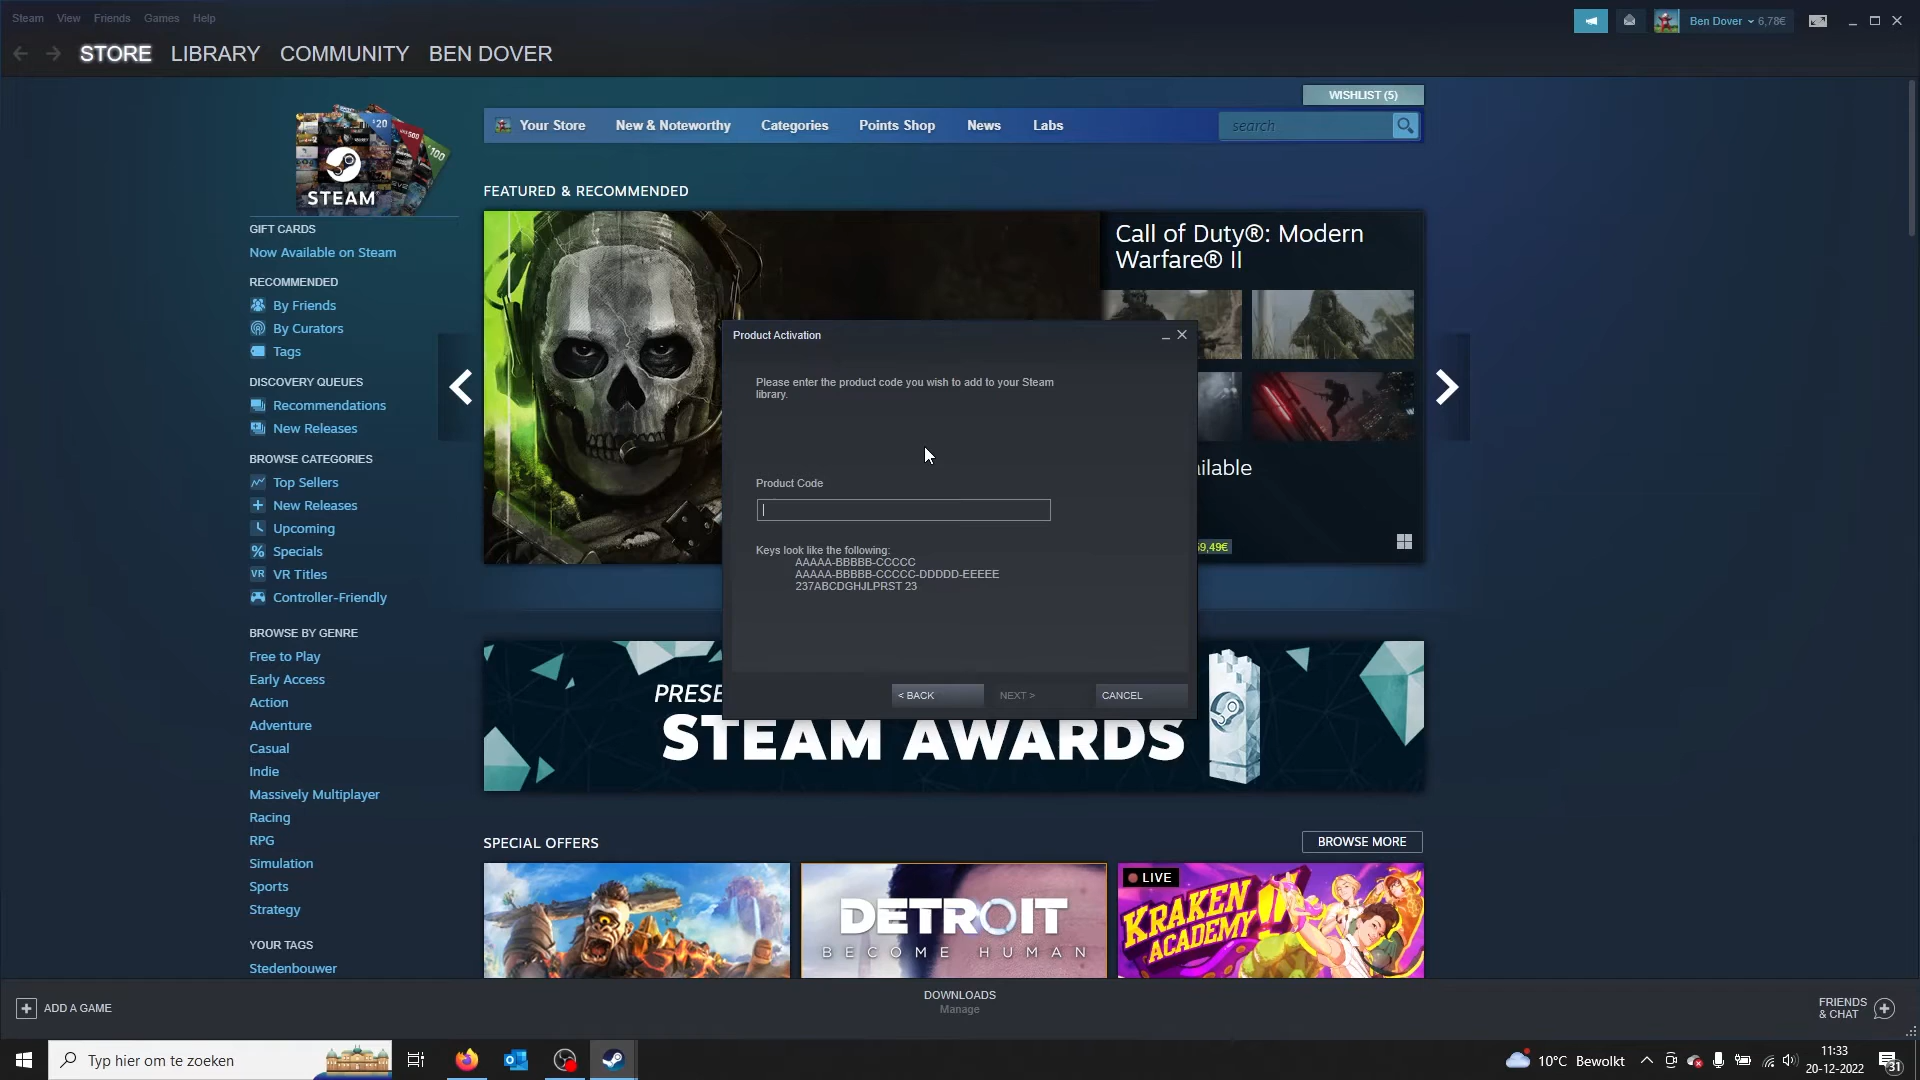 Steam View Friends Games Help
Ben Dover 6,78€
STORE LIBRARY COMMUNITY BEN DOVER
WISHLIST (5)
Your Store New & Noteworthy Categories Points Shop News Labs
search
STEAM
GIFT CARDS
Now Available on Steam
RECOMMENDED
By Friends
By Curators
Tags
DISCOVERY QUEUES
Recommendations
New Releases
BROWSE CATEGORIES
Top Sellers
New Releases
Upcoming
Specials
VR VR Titles
Controller-Friendly
BROWSE BY GENRE
Free to Play
Early Access
Action
Adventure
Casual
Indie
Massively Multiplayer
Racing
RPG
Simulation
Sports
Strategy
YOUR TAGS
Stedenbouwer
FEATURED & RECOMMENDED
Call of Duty®: Modern
Warfare® II
ilable
59,49€
Product Activation
Please enter the product code you wish to add to your Steam
library.
Product Code
Keys look like the following:
AAAAA-BBBBB-CCCCC
AAAAA-BBBBB-CCCCC-DDDDD-EEEEE
237ABCDGHJLPRST 23
< BACK NEXT > CANCEL
PRESE
STEAM AWARDS
SPECIAL OFFERS
BROWSE MORE
DETROIT
BECOME HUMAN
LIVE
KRAKEN
ACADEMY!!
ADD A GAME
DOWNLOADS
Manage
FRIENDS
& CHAT
Typ hier om te zoeken
10°C Bewolkt
11:33
20-12-2022
31